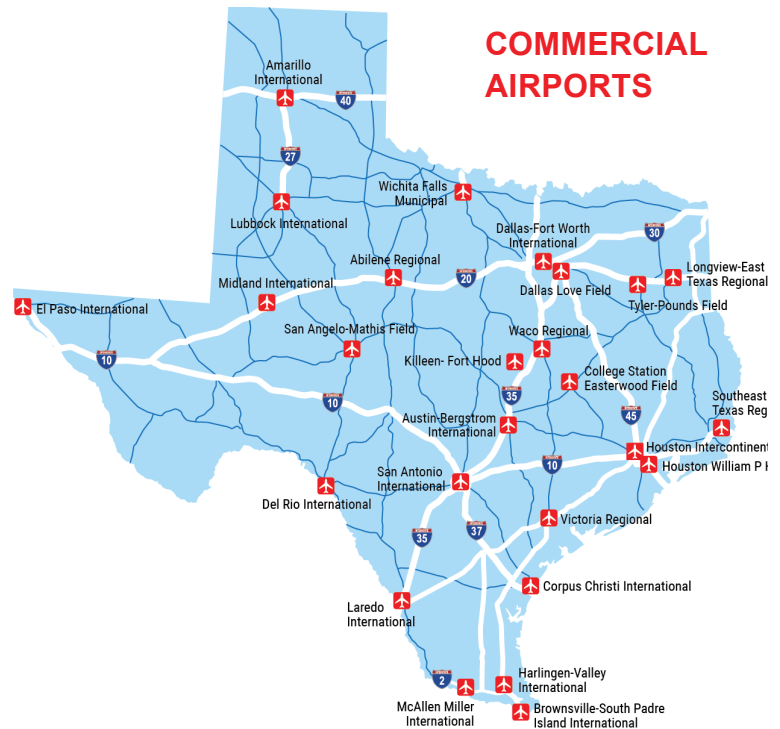 COMMERCIAL
AIRPORTS
Amarillo
International
40
27
Wichita Falls
Municipal
Lubbock International
Dallas-Fort Worth
International
30
Abilene Regional
20
Longview-East
Texas Regional
Midland International
Dallas Love Field
Tyler-Pounds Field
El Paso International
San Angelo-Mathis Field
Waco Regional
10
Killeen- Fort Hood
College Station
Easterwood Field
35
10
45
Southeast
Texas Reg
Austin-Bergstrom
International
Houston Intercontinent
Houston William P H
10
San Antonio
International
Del Rio International
Victoria Regional
35
37
Corpus Christi International
Laredo
International
2
Harlingen-Valley
International
McAllen Miller
International
Brownsville-South Padre
Island International